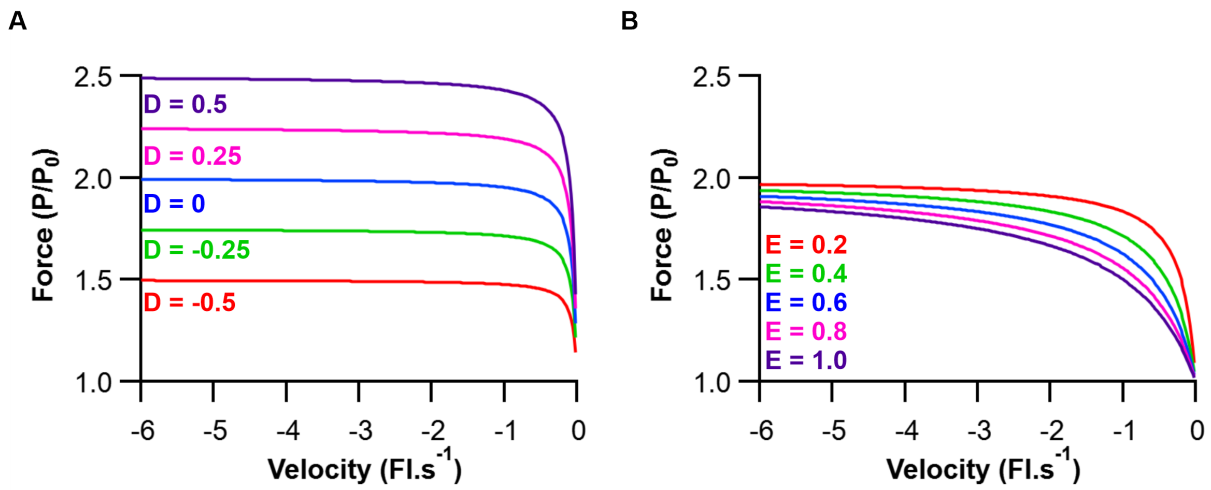 A
2.5
2.0
1.5
1.0
Force (P/P0)
D = 0.5
D = 0.25
D = 0
D = -0.25
D = -0.5
-6
-5
-4
-3
-2
-1
0
Velocity (Fl.s-1)
B
2.5
2.0
1.5
1.0
Force (P/P0)
E = 0.2
E = 0.4
E = 0.6
E = 0.8
E = 1.0
-6
-5
-4
-3
-2
-1
0
Velocity (Fl.s-1)